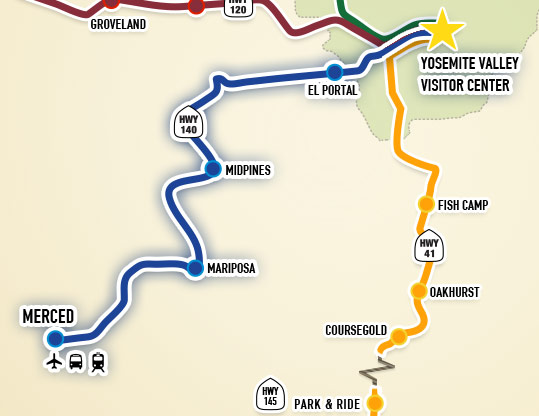 HWY
120
GROVELAND
YOSEMITE VALLEY
VISITOR CENTER
EL PORTAL
HWY
140
MIDPINES
FISH CAMP
HWY
41
MARIPOSA
OAKHURST
MERCED
COURSEGOLD
HWY
145
PARK & RIDE